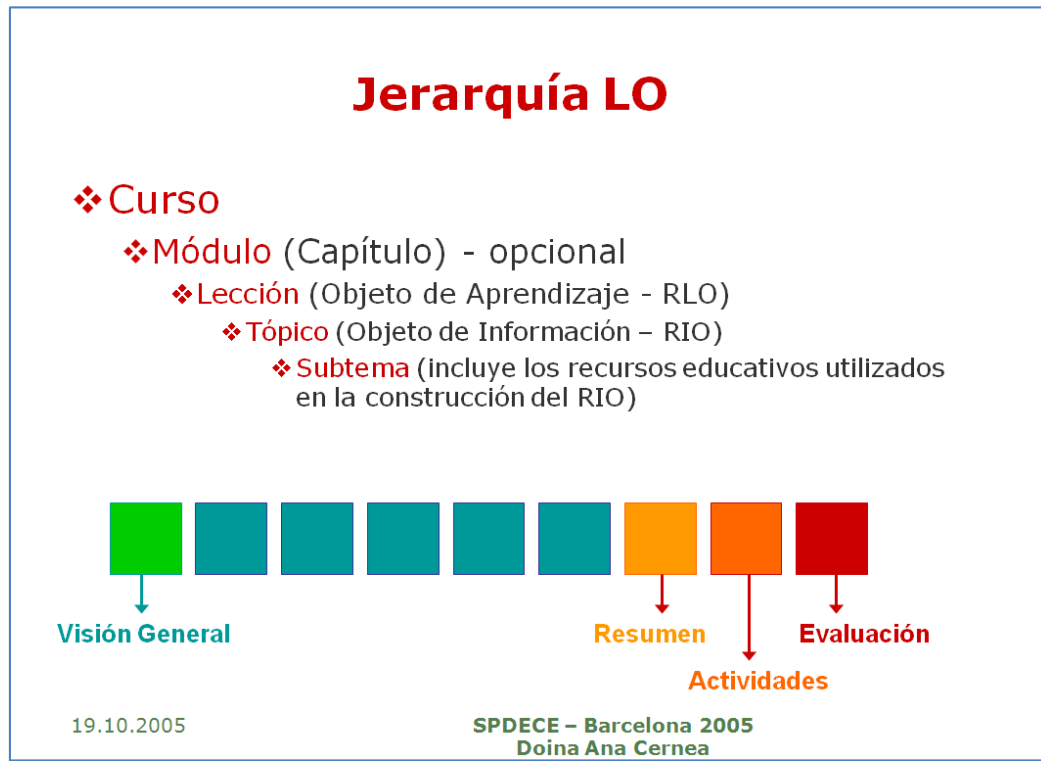 Jerarquía LO
❖Curso
❖Módulo (Capítulo) - opcional
❖Lección (Objeto de Aprendizaje - RLO)
❖Tópico (Objeto de Información – RIO)
❖Subtema (incluye los recursos educativos utilizados
en la construcción del RIO)
Visión General
Resumen
Evaluación
Actividades
19.10.2005
SPDECE – Barcelona 2005
Doina Ana Cernea